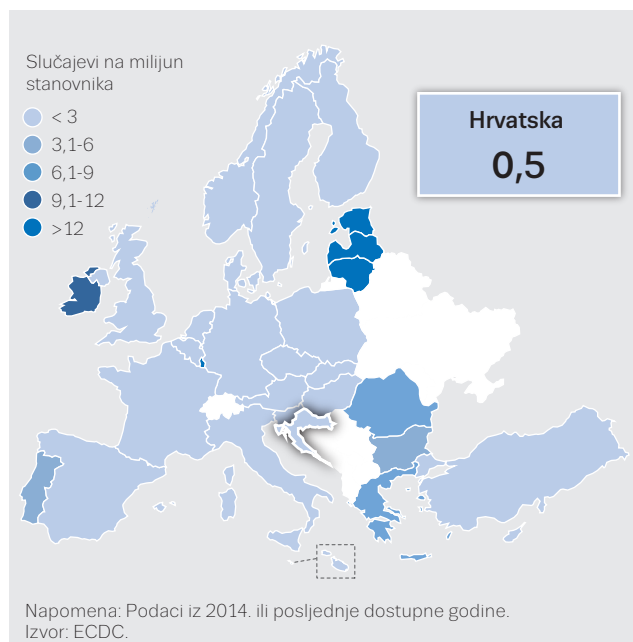 Slučajevi na milijun
stanovnika
< 3
3,1-6
6,1-9
9,1-12
>12
Hrvatska
0,5
Napomena: Podaci iz 2014. ili posljednje dostupne godine.
Izvor: ECDC.